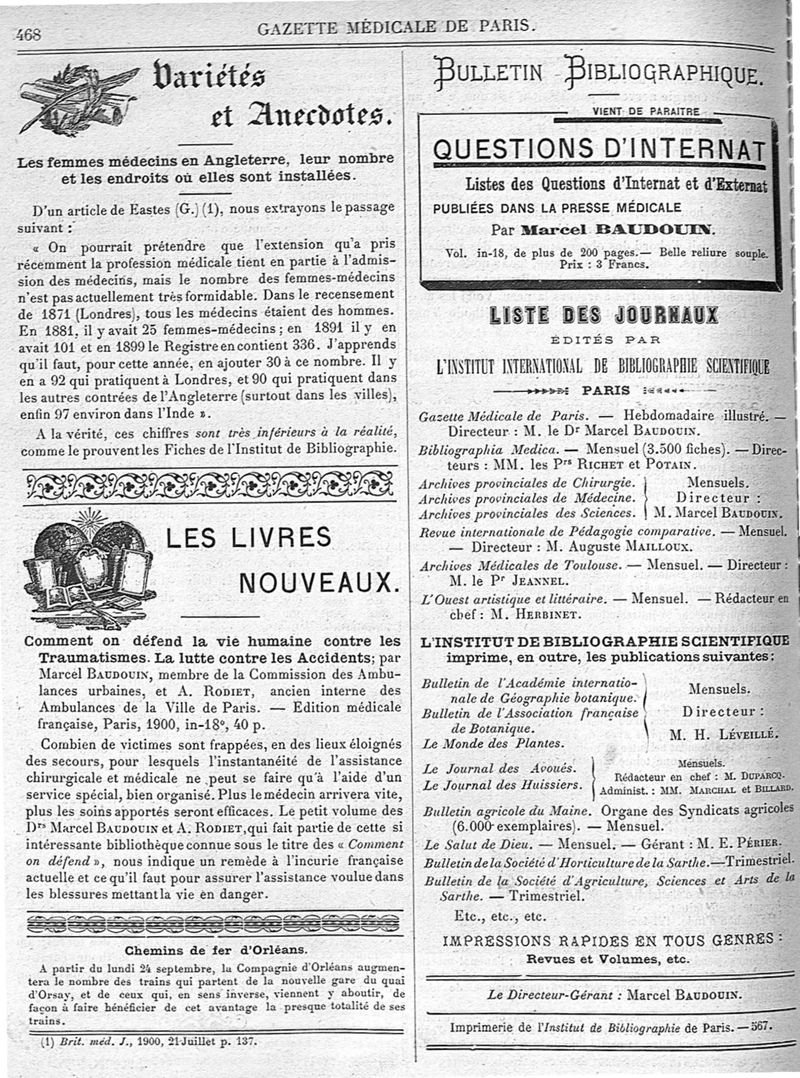 468
GAZETTE MÉDICALE DE PARIS.
Variétés
et Anecdotes.
Les femmes médecins en Angleterre, leur nombre
et les endroits où elles sont installées.
D'un article de Eastes (G.) (1), nous extrayons le passage
suivant :
« On pourrait prétendre que l'extension qu'a pris
récemment la profession médicale tient en partie à l'admis-
sion des médecins, mais le nombre des femmes-médecins
n'est pas actuellement très formidable. Dans le recensement
de 1871 (Londres), tous les médecins étaient des hommes.
En 1881, il y avait 25 femmes-médecins ; en 1891 il y en
avait 101 et en 1899 le Registre en contient 336. J'apprends
qu'il faut, pour cette année, en ajouter 30 à ce nombre. Il y
en a 92 qui pratiquent à Londres, et 90 qui pratiquent dans
les autres contrées de l'Angleterre (surtout dans les villes),
enfin 97 environ dans l'Inde ».
A la vérité, ces chiffres sont très inférieurs à la réalité,
comme le prouvent les Fiches de l'Institut de Bibliographie.
LES LIVRES
NOUVEAUX.
Comment on défend la vie humaine contre les
Traumatismes. La lutte contre les Accidents; par
Marcel BAUDOUIN, membre de la Commission des Ambu-
lances urbaines, et A. RODIET, ancien interne des
Ambulances de la Ville de Paris. — Edition médicale
française, Paris, 1900, in-18º, 40 p.
Combien de victimes sont frappées, en des lieux éloignés
des secours, pour lesquels l'instantanéité de l'assistance
chirurgicale et médicale ne peut se faire qu'à l'aide d'un
service spécial, bien organisé. Plus le médecin arrivera vite,
plus les soins apportés seront efficaces. Le petit volume des
Drs Marcel BAUDOUIN et A. RODIET, qui fait partie de cette si
intéressante bibliothèque connue sous le titre des « Comment
on défend », nous indique un remède à l'incurie française
actuelle et ce qu'il faut pour assurer l'assistance voulue dans
les blessures mettant la vie en danger.
Chemins de fer d'Orléans.
A partir du lundi 24 septembre, la Compagnie d'Orléans augmen-
tera le nombre des trains qui partent de la nouvelle gare du quai
d'Orsay, et de ceux qui, en sens inverse, viennent y aboutir, de
façon à faire bénéficier de cet avantage la presque totalité de ses
trains.
(1) Brit. méd. J., 1900, 21 Juillet p. 137.
BULLETIN BIBLIOGRAPHIQUE.
VIENT DE PARAITRE
QUESTIONS D'INTERNAT
Listes des Questions d'Internat et d'Externat
PUBLIÉES DANS LA PRESSE MÉDICALE
Par Marcel BAUDOUIN.
Vol. in-18, de plus de 200 pages. — Belle reliure souple.
Prix : 3 Francs.
LISTE DES JOURNAUX
ÉDITÉS PAR
L'INSTITUT INTERNATIONAL DE BIBLIOGRAPHIE SCIENTIFIQUE
PARIS
Gazette Médicale de Paris. — Hebdomadaire illustré. —
Directeur : M. le Dr Marcel BAUDOUIN.
Bibliographia Medica. — Mensuel (3.500 fiches). — Direc-
teurs : MM. les Prs RICHET et POTAIN.
Archives provinciales de Chirurgie. Mensuels.
Archives provinciales de Médecine. Directeur :
Archives provinciales des Sciences. M. Marcel BAUDOUIN.
Revue internationale de Pédagogie comparative. — Mensuel.
— Directeur : M. Auguste MAILLOUX.
Archives Médicales de Toulouse. — Mensuel. — Directeur :
M. le Pr JEANNEL.
L'Ouest artistique et littéraire. — Mensuel. — Rédacteur en
chef : M. HERBINET.
L'INSTITUT DE BIBLIOGRAPHIE SCIENTIFIQUE
imprime, en outre, les publications suivantes :
Bulletin de l'Académie internatio-
nale de Géographie botanique. Mensuels.
Bulletin de l'Association française Directeur :
de Botanique. M. H. LÉVEILLÉ.
Le Monde des Plantes.
Le Journal des Avoués. Mensuels.
Rédacteur en chef : M. DUPARCQ.
Le Journal des Huissiers. Administ. : MM. MARCHAL et BILLARD.
Bulletin agricole du Maine. Organe des Syndicats agricoles
(6.000 exemplaires). — Mensuel.
Le Salut de Dieu. — Mensuel. — Gérant : M. E. PÉRIER.
Bulletin de la Société d'Horticulture de la Sarthe. — Trimestriel.
Bulletin de la Société d'Agriculture, Sciences et Arts de la
Sarthe. — Trimestriel.
Etc., etc., etc.
IMPRESSIONS RAPIDES EN TOUS GENRES :
Revues et Volumes, etc.
Le Directeur-Gérant : Marcel BAUDOUIN.
Imprimerie de l'Institut de Bibliographie de Paris. — 567.